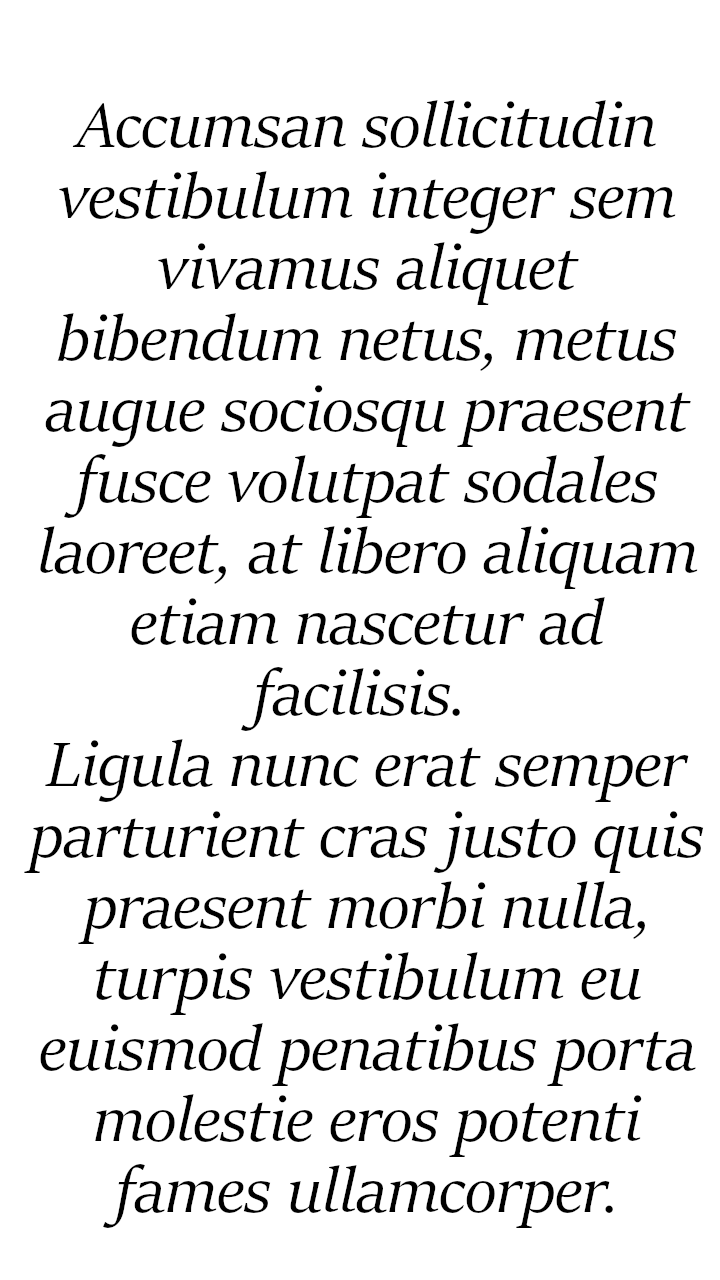 Accumsan sollicitudin
vestibulum integer sem
vivamus aliquet
bibendum netus, metus
augue sociosqu praesent
fusce volutpat sodales
laoreet, at libero aliquam
etiam nascetur ad
facilisis.
Ligula nunc erat semper
parturient cras justo quis
praesent morbi nulla,
turpis vestibulum eu
euismod penatibus porta
molestie eros potenti
fames ullamcorper.